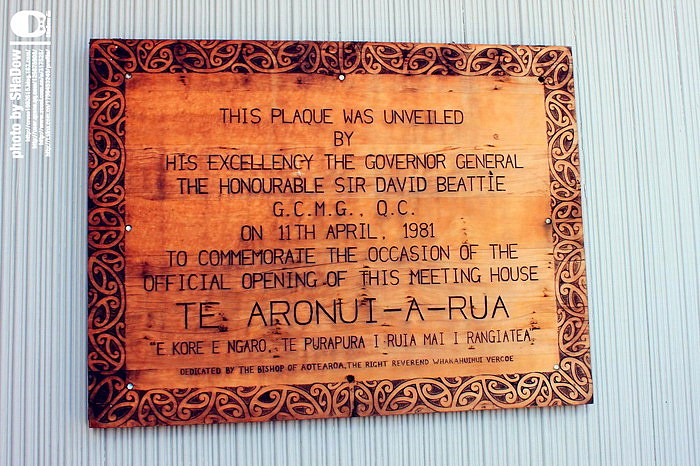 THIS PLAQUE WAS UNVEILED
BY
HIS EXCELLENCY THE GOVERNOR GENERAL
THE HONOURABLE SIR DAVID BEATTIE
G.C.M.G., Q.C.
ON 11TH APRIL, 1981
TO COMMEMORATE THE OCCASION OF THE
OFFICIAL OPENING OF THIS MEETING HOUSE
TE ARONUI-A-RUA
"E KORE E NGARO, TE PURAPURA I RUIA MAI I RANGIATEA"
DEDICATED BY THE BISHOP OF AOTEAROA, THE RIGHT REVEREND WHAKAHUIHUI VERCOE
photo by SHaDow